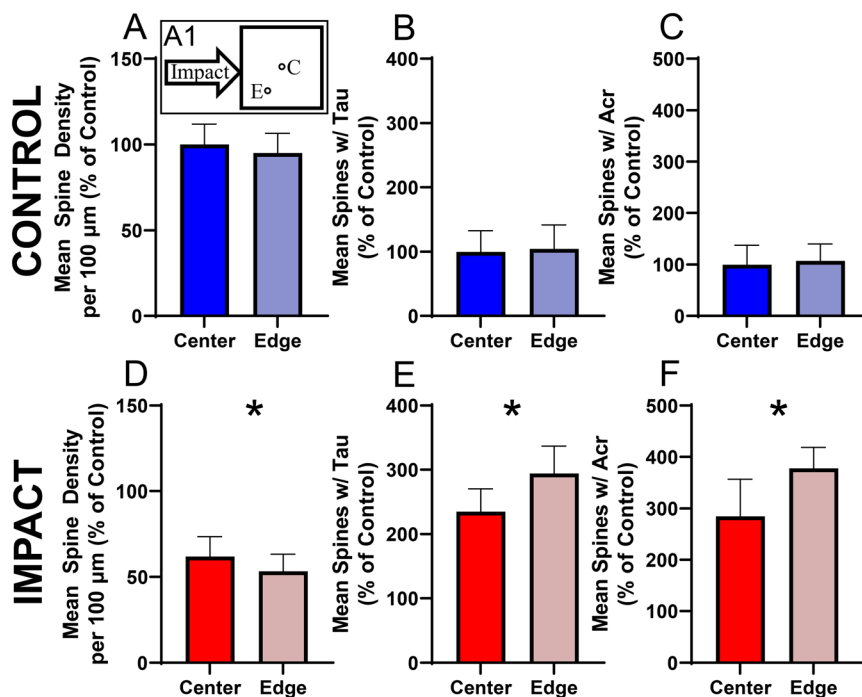 CONTROL
A
Mean Spine Density
per 100 µm (% of Control)
150
100
50
0
Center Edge
A1
Impact
C
E
B
Mean Spines w/ Tau
(% of Control)
400
300
200
100
0
Center Edge
C
Mean Spines w/ Acr
(% of Control)
500
400
300
200
100
0
Center Edge
IMPACT
D
Mean Spine Density
per 100 µm (% of Control)
150
100
50
0
*
Center Edge
E
Mean Spines w/ Tau
(% of Control)
400
300
200
100
0
*
Center Edge
F
Mean Spines w/ Acr
(% of Control)
500
400
300
200
100
0
*
Center Edge